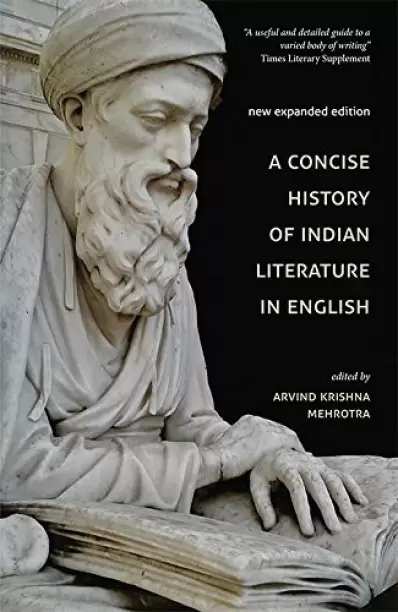 "A useful and detailed guide to a
varied body of writing"
Times Literary Supplement
new expanded edition
A CONCISE
HISTORY
OF INDIAN
LITERATURE
IN ENGLISH
edited by
ARVIND KRISHNA
MEHROTRA